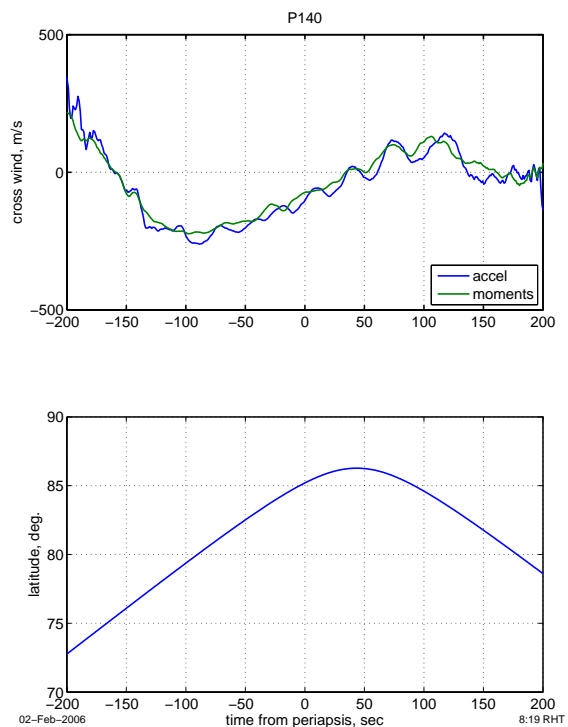 P140
500
0
−500
cross wind, m/s
accel
moments
−200 −150 −100 −50 0 50 100 150 200
90
85
80
75
70
latitude, deg.
−200 −150 −100 −50 0 50 100 150 200
time from periapsis, sec
02−Feb−2006
8:19 RHT